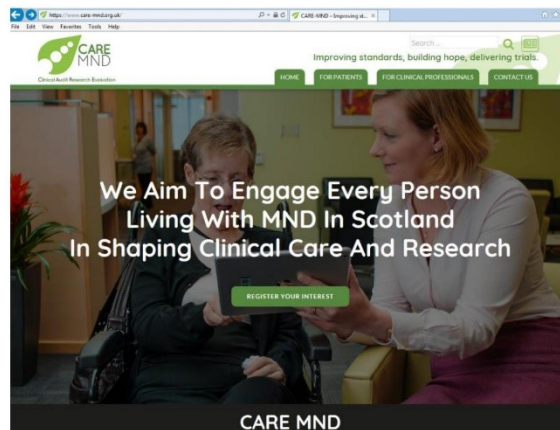 https://www.care-mnd.org.uk/
CARE-MND - Improving st...
File Edit View Favorites Tools Help
CARE
MND
Clinical Audit Research Evaluation
Search...
Improving standards, building hope, delivering trials.
HOME
FOR PATIENTS
FOR CLINICAL PROFESSIONALS
CONTACT US
We Aim To Engage Every Person
Living With MND In Scotland
In Shaping Clinical Care And Research
REGISTER YOUR INTEREST
CARE MND